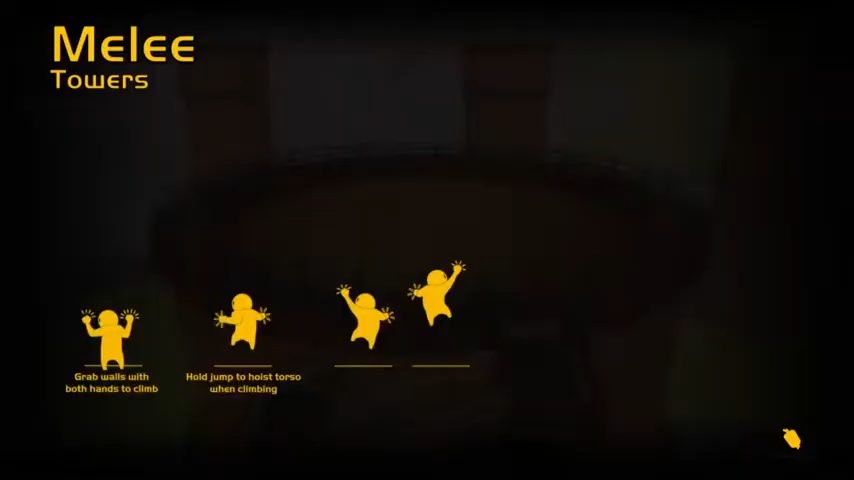 Melee
Towers
Grab walls with
both hands to climb
Hold jump to hoist torso
when climbing